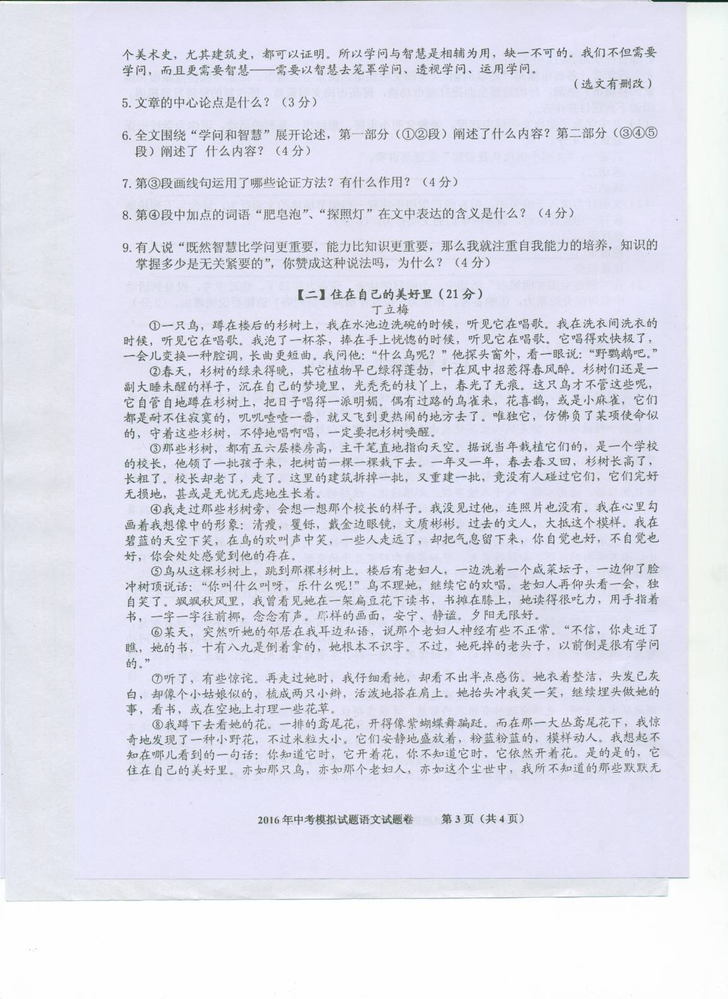 个美术史，尤其建筑史，都可以证明。所以学问与智慧是相辅为用，缺一不可的。我们不但需要
学问，而且更需要智慧——需要以智慧去笼罩学问、透视学问、运用学问。
（选文有删改）
5. 文章的中心论点是什么？（3分）
6. 全文围绕“学问和智慧”展开论述，第一部分（①②段）阐述了什么内容？第二部分（③④⑤
段）阐述了 什么内容？（4分）
7. 第③段画线句运用了哪些论证方法？有什么作用？（4分）
8. 第④段中加点的词语“肥皂泡”、“探照灯”在文中表达的含义是什么？（4分）
9. 有人说“既然智慧比学问更重要，能力比知识更重要，那么我就注重自我能力的培养，知识的
掌握多少是无关紧要的”，你赞成这种说法吗，为什么？（4分）
【二】住在自己的美好里（21分）
丁立梅
①一只鸟，蹲在楼后的杉树上，我在水池边洗碗的时候，听见它在唱歌。我在洗衣间洗衣的
时候，听见它在唱歌。我泡了一杯茶，捧在手上恍惚的时候，听见它在唱歌。它唱得欢快极了，
一会儿变换一种腔调，长曲更短曲。我问他：“什么鸟呢？”他探头窗外，看一眼说：“野鹦鹉吧。”
②春天，杉树的绿来得晚，其它植物早已绿得蓬勃，叶在风中招惹得春风醉。杉树们还是一
副大睡未醒的样子，沉在自己的梦境里，光秃秃的枝丫上，春光了无痕。这只鸟才不管这些呢，
它自管自地蹲在杉树上，把日子唱得一派明媚。偶有过路的鸟雀来，花喜鹊，或是小麻雀，它们
都是耐不住寂寞的，叽叽喳喳一番，就又飞到更热闹的地方去了。唯独它，仿佛负了某项使命似
的，守着这些杉树，不停地唱啊唱，一定要把杉树唤醒。
③那些杉树，都有五六层楼房高，主干笔直地指向天空。据说当年栽植它们的，是一个学校
的校长，他领了一批孩子来，把树苗一棵一棵栽下去。一年又一年，春去春又回，杉树长高了，
长粗了。校长却老了，走了。这里的建筑拆掉一批，又重建一批，竟没有人碰过它们，它们完好
无损地，甚或是无忧无虑地生长着。
④我走过那些杉树旁，会想一想那个校长的样子。我没见过他，连照片也没有。我在心里勾
画着我想像中的形象：清瘦，矍铄，戴金边眼镜，文质彬彬。过去的文人，大抵这个模样。我在
碧蓝的天空下笑，在鸟的欢叫声中笑，一些人走远了，却把气息留下来，你自觉也好，不自觉也
好，你会处处感觉到他的存在。
⑤鸟从这棵杉树上，跳到那棵杉树上。楼后有老妇人，一边洗着一个咸菜坛子，一边仰了脸
冲树顶说话：“你叫什么叫呀，乐什么呢！”鸟不理她，继续它的欢唱。老妇人再仰头看一会，独
自笑了。飒飒秋风里，我曾看见她在一架扁豆花下读书，书摊在膝上，她读得很吃力，用手指着
书，一字一字往前挪，念念有声。那样的画面，安宁、静谧。夕阳无限好。
⑥某天，突然听她的邻居在我耳边私语，说那个老妇人神经有些不正常。“不信，你走近了
瞧，她的书，十有八九是倒着拿的，她根本不识字。不过，她死掉的老头子，以前倒是很有学问
的。”
⑦听了，有些惊诧。再走过她时，我仔细看她，却看不出半点感伤。她衣着整洁，头发已灰
白，却像个小姑娘似的，梳成两只小辫，活泼地搭在肩上。她抬头冲我笑一笑，继续埋头做她的
事，看书，或在空地上打理一些花草。
⑧我蹲下去看她的花。一排的鸢尾花，开得像紫蝴蝶舞蹁跹。而在那一大丛鸢尾花下，我惊
奇地发现了一种小野花，不过米粒大小。它们安静地盛放着，粉蓝粉蓝的，模样动人。我想起不
知在哪儿看到的一句话：你知道它时，它开着花，你不知道它时，它依然开着花。是的是的，它
住在自己的美好里。亦如那只鸟，亦如那个老妇人，亦如这个尘世中，我所不知道的那些默默无
2016年中考模拟试题语文试题卷 第3页（共4页）